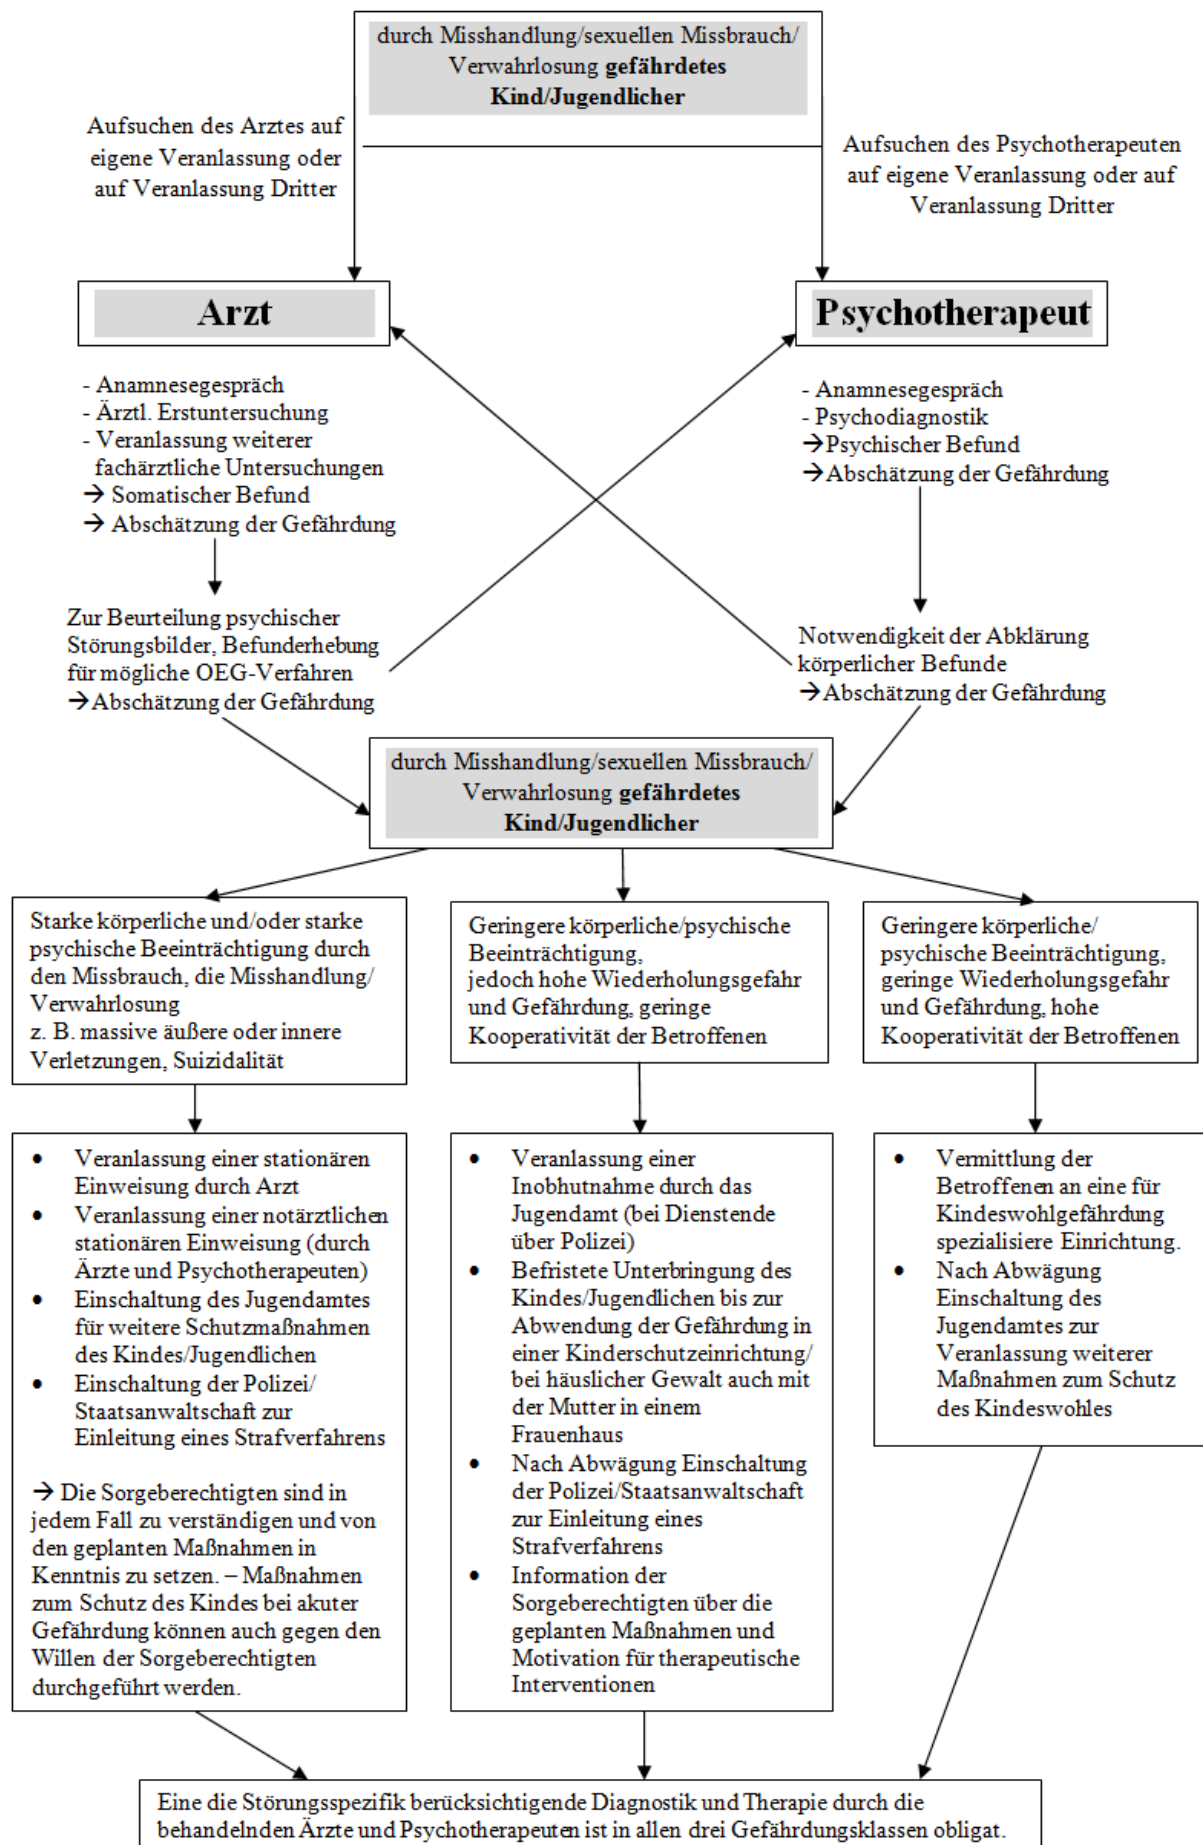 durch Misshandlung/sexuellen Missbrauch/
Verwahrlosung gefährdetes
Kind/Jugendlicher
Aufsuchen des Arztes auf
eigene Veranlassung oder
auf Veranlassung Dritter
Aufsuchen des Psychotherapeuten
auf eigene Veranlassung oder auf
Veranlassung Dritter
Arzt
Psychotherapeut
- Anamnesegespräch
- Ärztl. Erstuntersuchung
- Veranlassung weiterer
fachärztliche Untersuchungen
→ Somatischer Befund
→ Abschätzung der Gefährdung
- Anamnesegespräch
- Psychodiagnostik
→Psychischer Befund
→Abschätzung der Gefährdung
Zur Beurteilung psychischer
Störungsbilder, Befunderhebung
für mögliche OEG-Verfahren
→Abschätzung der Gefährdung
Notwendigkeit der Abklärung
körperlicher Befunde
→Abschätzung der Gefährdung
durch Misshandlung/sexuellen Missbrauch/
Verwahrlosung gefährdetes
Kind/Jugendlicher
Starke körperliche und/oder starke
psychische Beeinträchtigung durch
den Missbrauch, die Misshandlung/
Verwahrlosung
z. B. massive äußere oder innere
Verletzungen, Suizidalität
Geringere körperliche/psychische
Beeinträchtigung,
jedoch hohe Wiederholungsgefahr
und Gefährdung, geringe
Kooperativität der Betroffenen
Geringere körperliche/
psychische Beeinträchtigung,
geringe Wiederholungsgefahr
und Gefährdung, hohe
Kooperativität der Betroffenen
• Veranlassung einer stationären
Einweisung durch Arzt
• Veranlassung einer notärztlichen
stationären Einweisung (durch
Ärzte und Psychotherapeuten)
• Einschaltung des Jugendamtes
für weitere Schutzmaßnahmen
des Kindes/Jugendlichen
• Einschaltung der Polizei/
Staatsanwaltschaft zur
Einleitung eines Strafverfahrens
→ Die Sorgeberechtigten sind in
jedem Fall zu verständigen und von
den geplanten Maßnahmen in
Kenntnis zu setzen. – Maßnahmen
zum Schutz des Kindes bei akuter
Gefährdung können auch gegen den
Willen der Sorgeberechtigten
durchgeführt werden.
• Veranlassung einer
Inobhutnahme durch das
Jugendamt (bei Dienstende
über Polizei)
• Befristete Unterbringung des
Kindes/Jugendlichen bis zur
Abwendung der Gefährdung in
einer Kinderschutzeinrichtung/
bei häuslicher Gewalt auch mit
der Mutter in einem
Frauenhaus
• Nach Abwägung Einschaltung
der Polizei/Staatsanwaltschaft
zur Einleitung eines
Strafverfahrens
• Information der
Sorgeberechtigten über die
geplanten Maßnahmen und
Motivation für therapeutische
Interventionen
• Vermittlung der
Betroffenen an eine für
Kindeswohlgefährdung
spezialisiere Einrichtung.
• Nach Abwägung
Einschaltung des
Jugendamtes zur
Veranlassung weiterer
Maßnahmen zum Schutz
des Kindeswohles
Eine die Störungsspezifik berücksichtigende Diagnostik und Therapie durch die
behandelnden Ärzte und Psychotherapeuten ist in allen drei Gefährdungsklassen obligat.